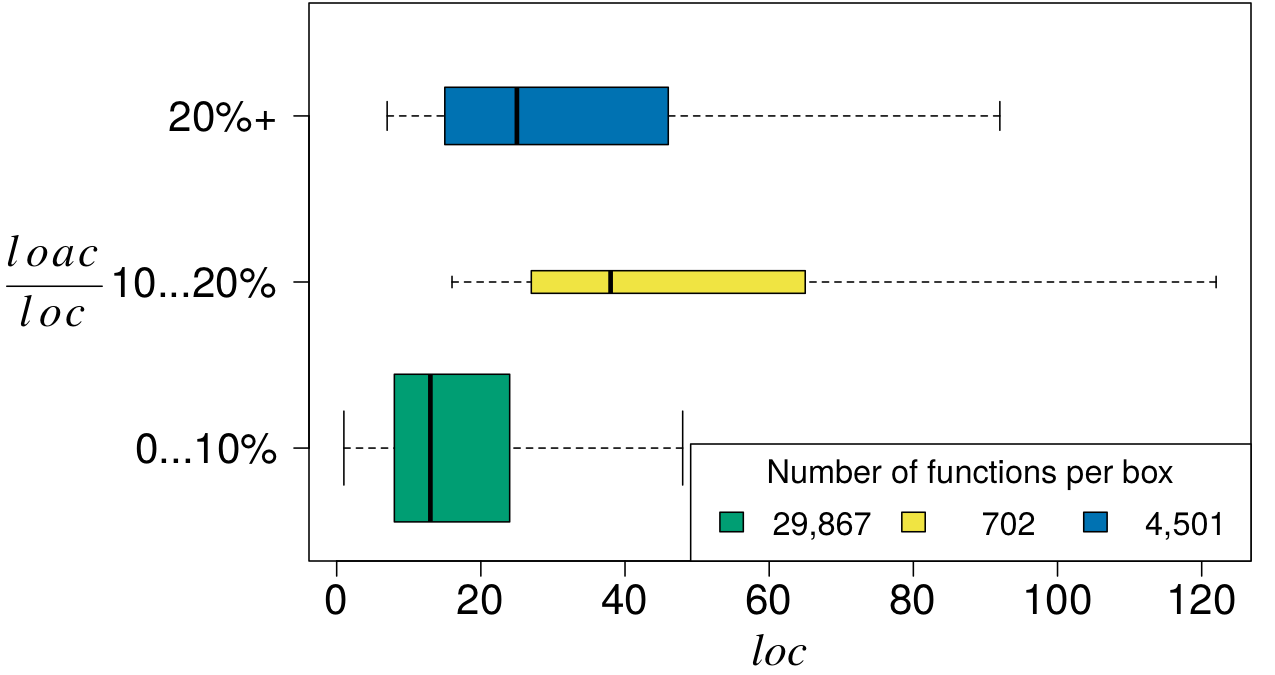 20%+
loac
loc
10...20%
0...10%
Number of functions per box
29,867 702 4,501
0 20 40 60 80 100 120
loc